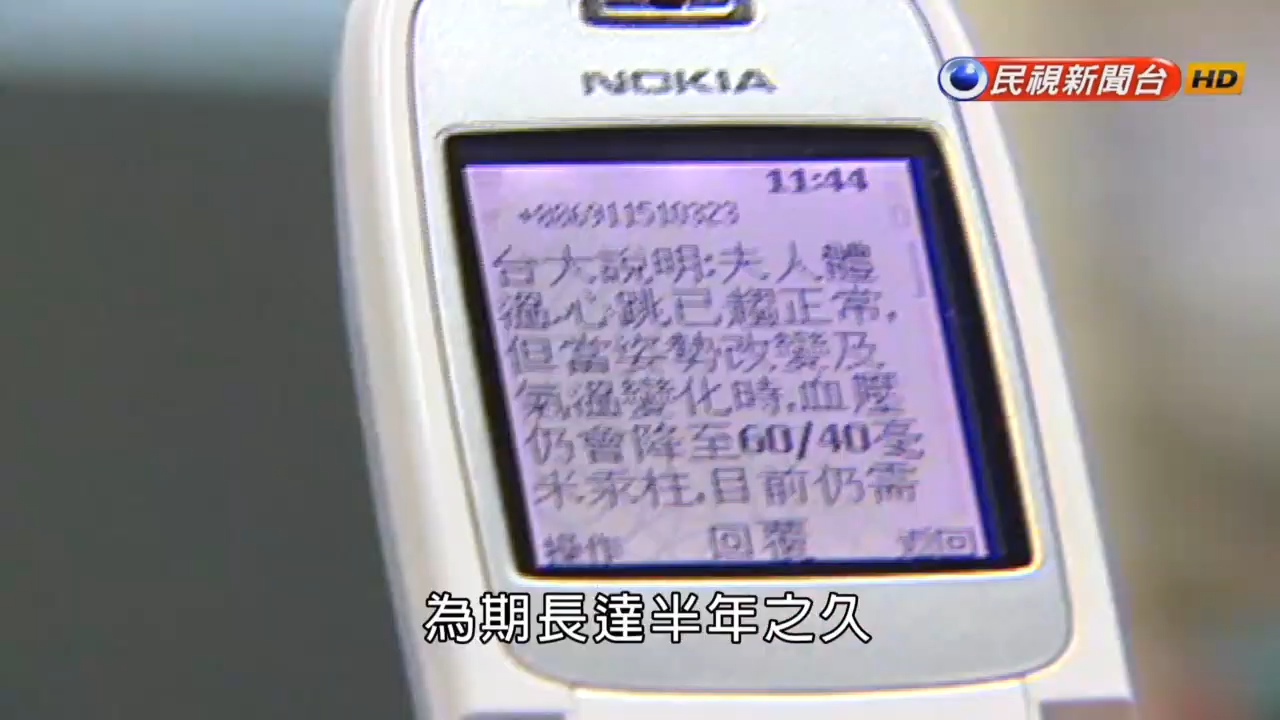 NOKIA
民視新聞台 HD
11:44
+886911510323
台大說明:夫人體
溫.心跳已趨正常,
但當姿勢改變及
氣溫變化時,血壓
仍會降至60/40毫
米汞柱.目前仍需
操作 回覆 返回
為期長達半年之久